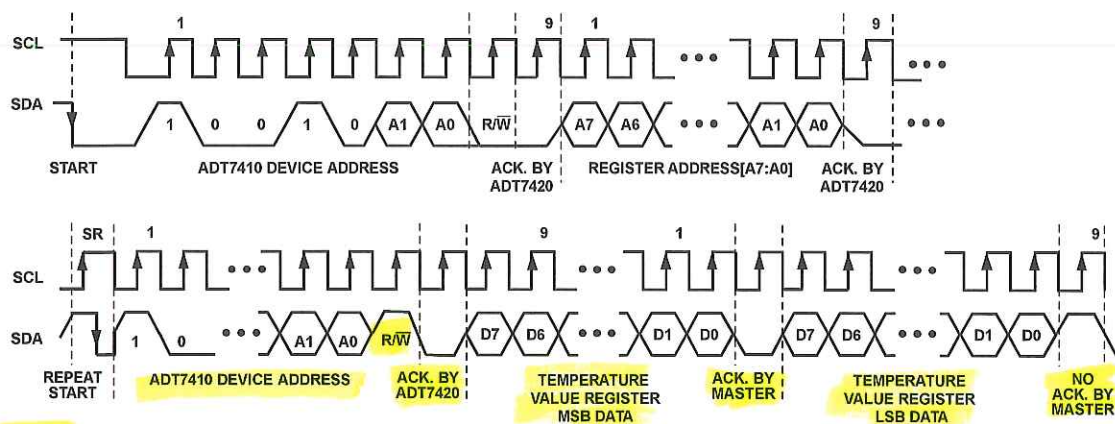 1 9 1 9
SCL
SDA
1 0 0 1 0 A1 A0 R/W̅ A7 A6 A1 A0
START ADT7410 DEVICE ADDRESS ACK. BY ADT7420 REGISTER ADDRESS[A7:A0] ACK. BY ADT7420
SR 1 9 1 9
SCL
SDA
1 0 A1 A0 R/W̅ D7 D6 D1 D0 D7 D6 D1 D0
REPEAT START ADT7410 DEVICE ADDRESS ACK. BY ADT7420 TEMPERATURE VALUE REGISTER MSB DATA ACK. BY MASTER TEMPERATURE VALUE REGISTER LSB DATA NO ACK. BY MASTER